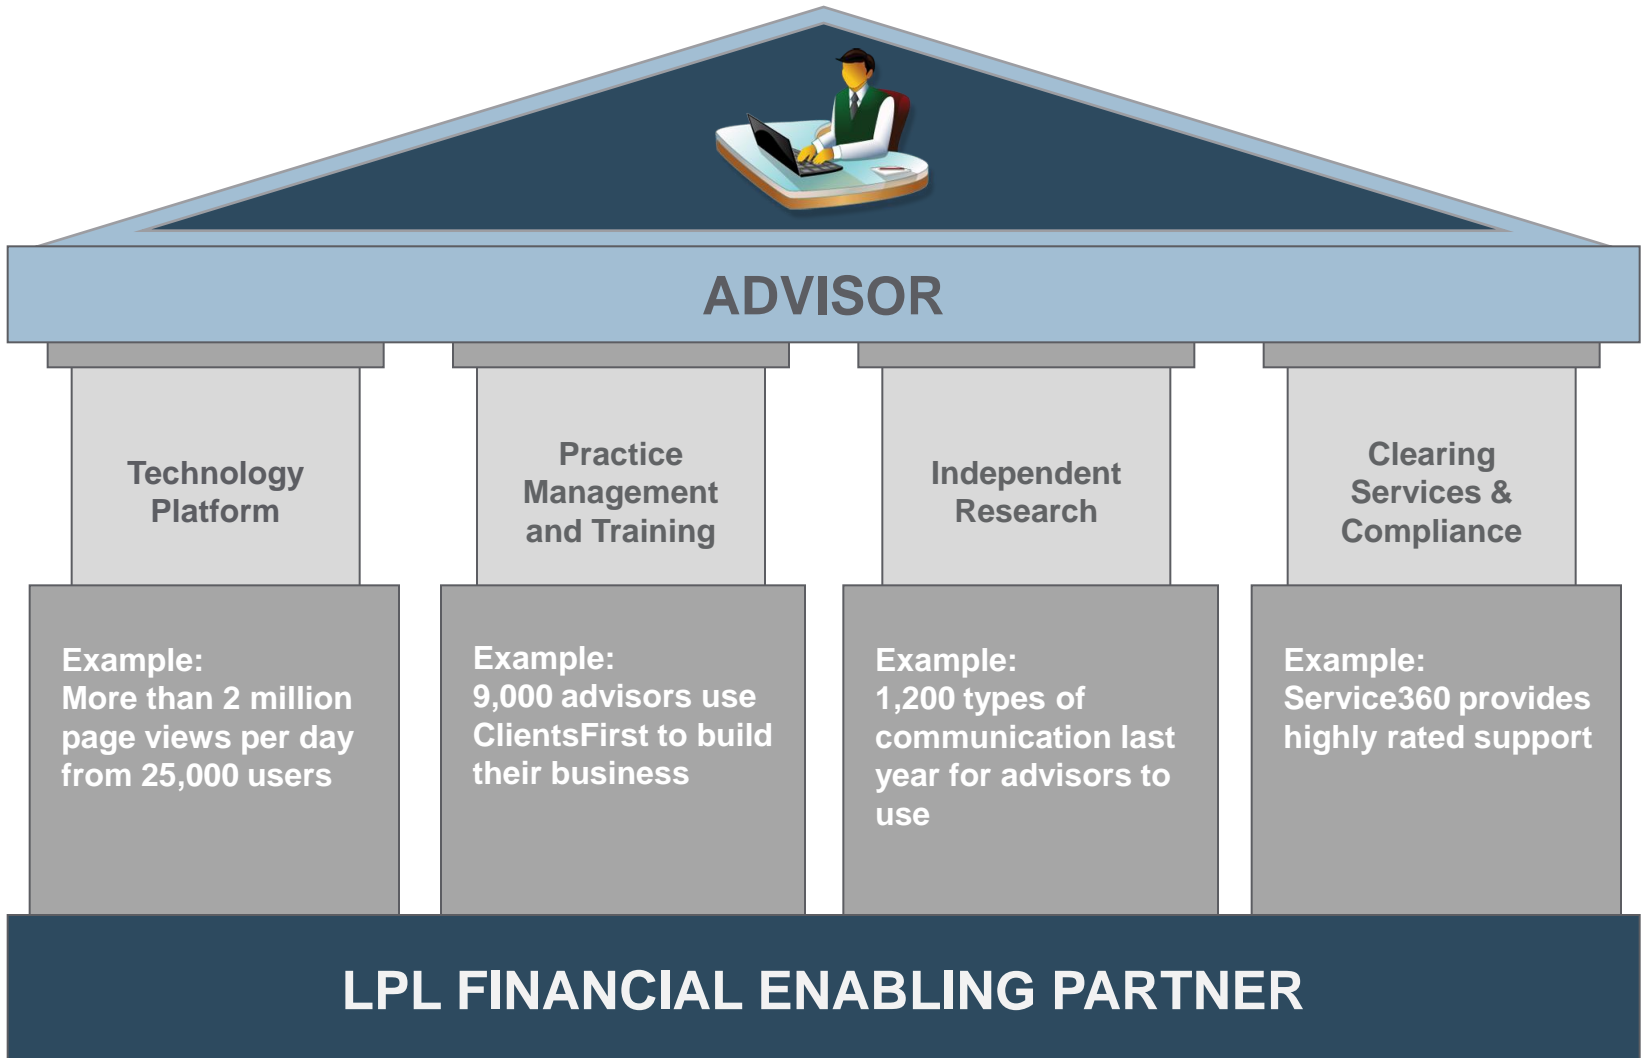 ADVISOR
Technology
Platform
Practice
Management
and Training
Independent
Research
Clearing
Services &
Compliance
Example:
More than 2 million
page views per day
from 25,000 users
Example:
9,000 advisors use
ClientsFirst to build
their business
Example:
1,200 types of
communication last
year for advisors to
use
Example:
Service360 provides
highly rated support
LPL FINANCIAL ENABLING PARTNER